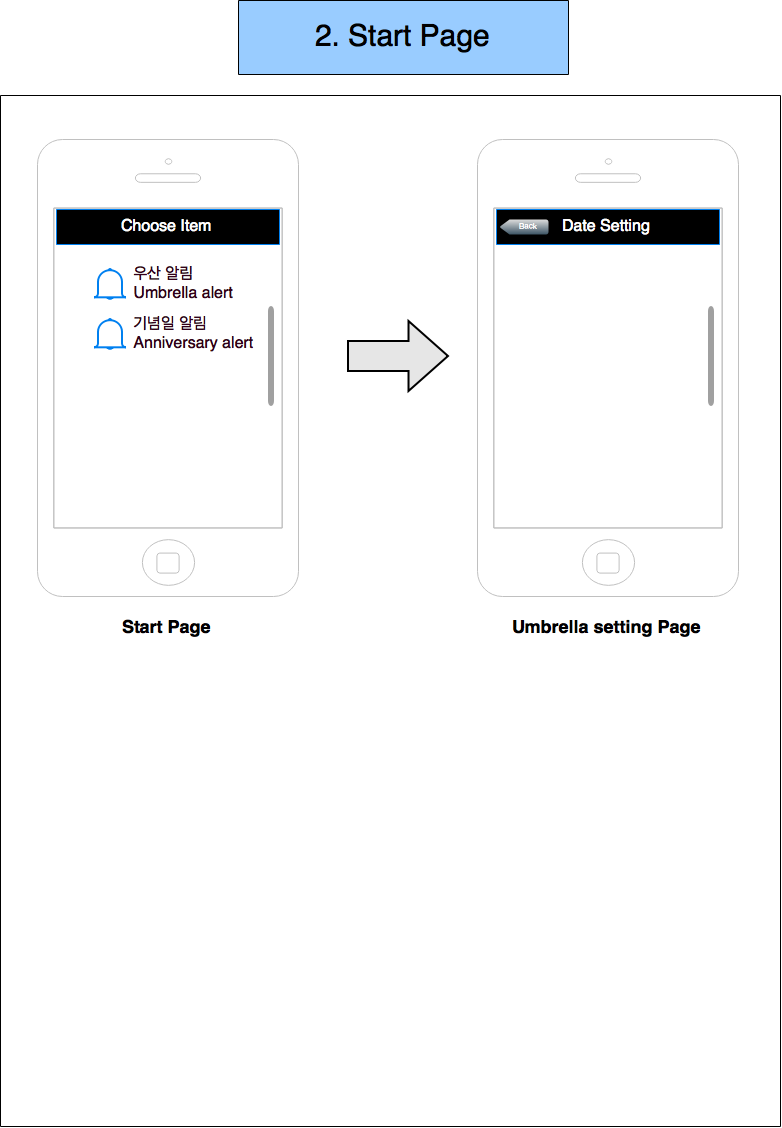 2. Start Page
Choose Item
우산 알림
Umbrella alert
기념일 알림
Anniversary alert
Start Page
Back
Date Setting
Umbrella setting Page